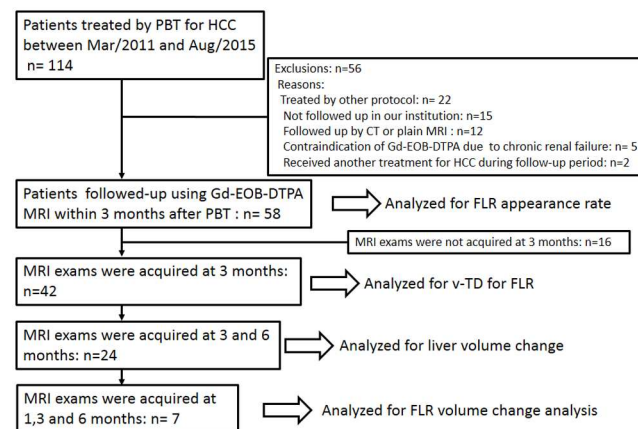 Patients treated by PBT for HCC
between Mar/2011 and Aug/2015
n= 114
Exclusions: n=56
Reasons:
Treated by other protocol: n= 22
Not followed up in our institution: n=15
Followed up by CT or plain MRI : n=12
Contraindication of Gd-EOB-DTPA due to chronic renal failure: n= 5
Received another treatment for HCC during follow-up period: n=2
Patients followed-up using Gd-EOB-DTPA
MRI within 3 months after PBT : n= 58
Analyzed for FLR appearance rate
MRI exams were not acquired at 3 months: n=16
MRI exams were acquired at 3 months:
n=42
Analyzed for v-TD for FLR
MRI exams were acquired at 3 and 6
months: n=24
Analyzed for liver volume change
MRI exams were acquired at
1,3 and 6 months: n= 7
Analyzed for FLR volume change analysis